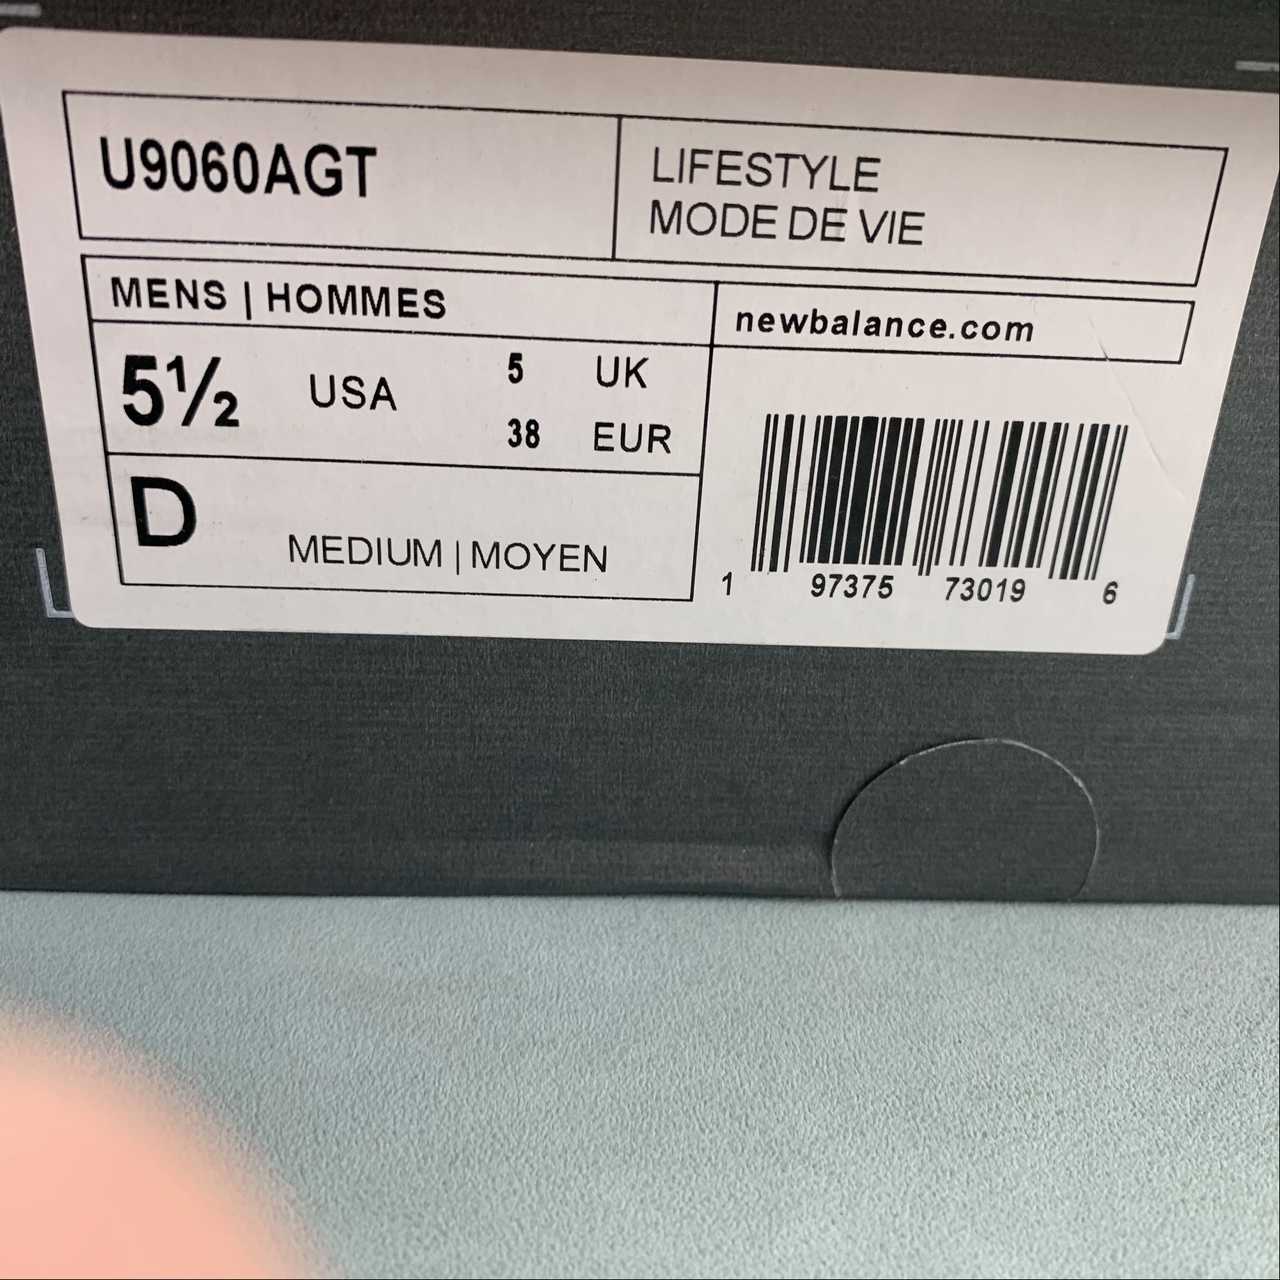 U9060AGT
LIFESTYLE
MODE DE VIE
MENS | HOMMES
newbalance.com
5½ USA
5 UK
38 EUR
D
MEDIUM | MOYEN
1 97375 73019 6